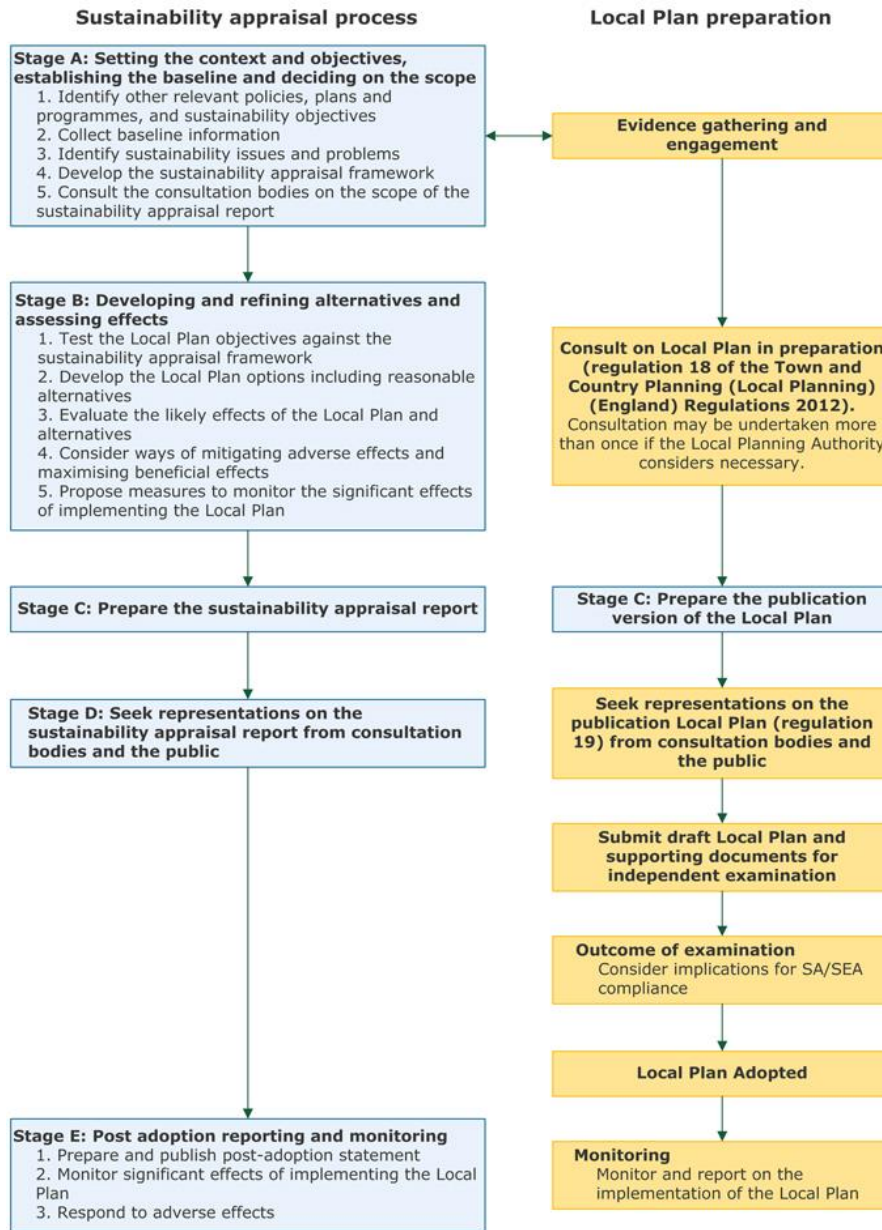 Sustainability appraisal process
Local Plan preparation
Stage A: Setting the context and objectives,
establishing the baseline and deciding on the scope
1. Identify other relevant policies, plans and
programmes, and sustainability objectives
2. Collect baseline information
3. Identify sustainability issues and problems
4. Develop the sustainability appraisal framework
5. Consult the consultation bodies on the scope of the
sustainability appraisal report
Evidence gathering and
engagement
Stage B: Developing and refining alternatives and
assessing effects
1. Test the Local Plan objectives against the
sustainability appraisal framework
2. Develop the Local Plan options including reasonable
alternatives
3. Evaluate the likely effects of the Local Plan and
alternatives
4. Consider ways of mitigating adverse effects and
maximising beneficial effects
5. Propose measures to monitor the significant effects
of implementing the Local Plan
Consult on Local Plan in preparation
(regulation 18 of the Town and
Country Planning (Local Planning)
(England) Regulations 2012).
Consultation may be undertaken more
than once if the Local Planning Authority
considers necessary.
Stage C: Prepare the sustainability appraisal report
Stage C: Prepare the publication
version of the Local Plan
Stage D: Seek representations on the
sustainability appraisal report from consultation
bodies and the public
Seek representations on the
publication Local Plan (regulation
19) from consultation bodies and
the public
Submit draft Local Plan and
supporting documents for
independent examination
Outcome of examination
Consider implications for SA/SEA
compliance
Local Plan Adopted
Stage E: Post adoption reporting and monitoring
1. Prepare and publish post-adoption statement
2. Monitor significant effects of implementing the Local
Plan
3. Respond to adverse effects
Monitoring
Monitor and report on the
implementation of the Local Plan